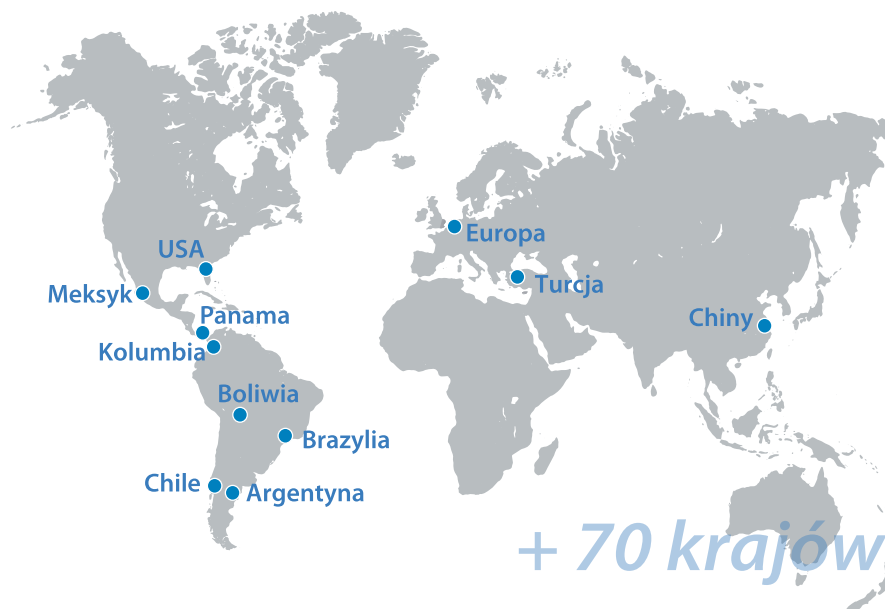 Europa
USA
Turcja
Meksyk
Panama
Chiny
Kolumbia
Boliwia
Brazylia
Chile
Argentyna
+ 70 krajów